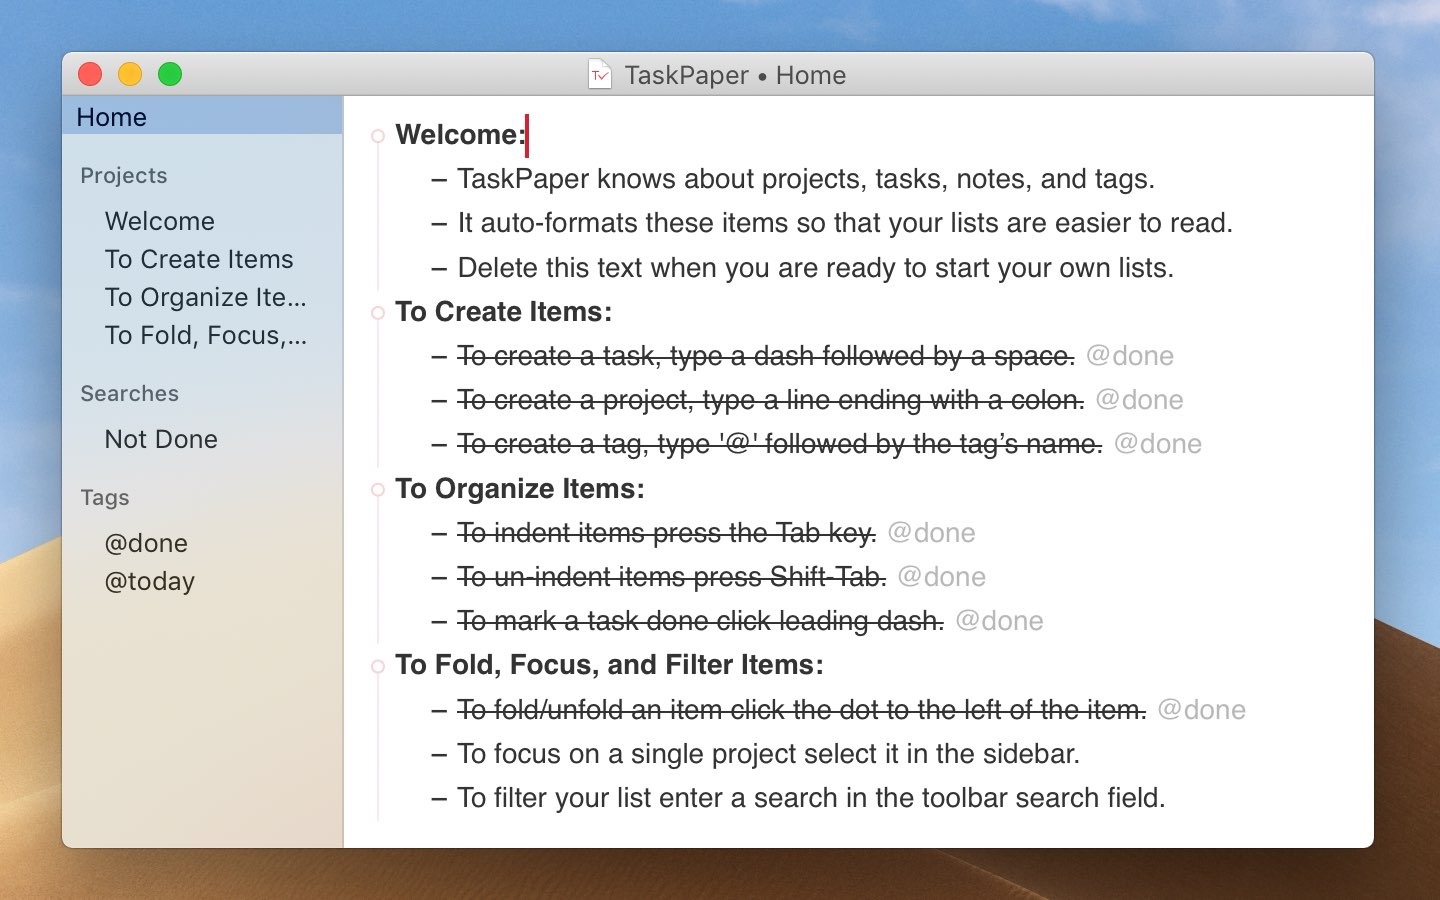 TaskPaper • Home
Home
Projects
Welcome
To Create Items
To Organize Ite...
To Fold, Focus,...
Searches
Not Done
Tags
@done
@today
Welcome:
– TaskPaper knows about projects, tasks, notes, and tags.
– It auto-formats these items so that your lists are easier to read.
– Delete this text when you are ready to start your own lists.
To Create Items:
– To create a task, type a dash followed by a space. @done
– To create a project, type a line ending with a colon. @done
– To create a tag, type '@' followed by the tag’s name. @done
To Organize Items:
– To indent items press the Tab key. @done
– To un-indent items press Shift-Tab. @done
– To mark a task done click leading dash. @done
To Fold, Focus, and Filter Items:
– To fold/unfold an item click the dot to the left of the item. @done
– To focus on a single project select it in the sidebar.
– To filter your list enter a search in the toolbar search field.